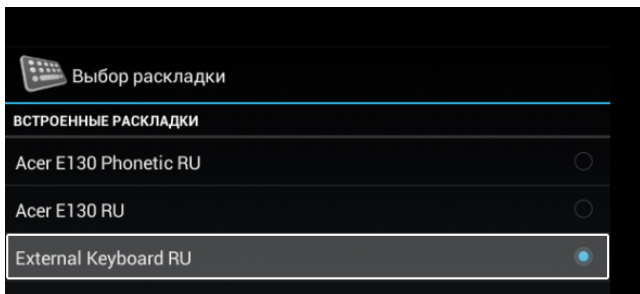 Выбор раскладки
ВСТРОЕННЫЕ РАСКЛАДКИ
Acer E130 Phonetic RU
Acer E130 RU
External Keyboard RU